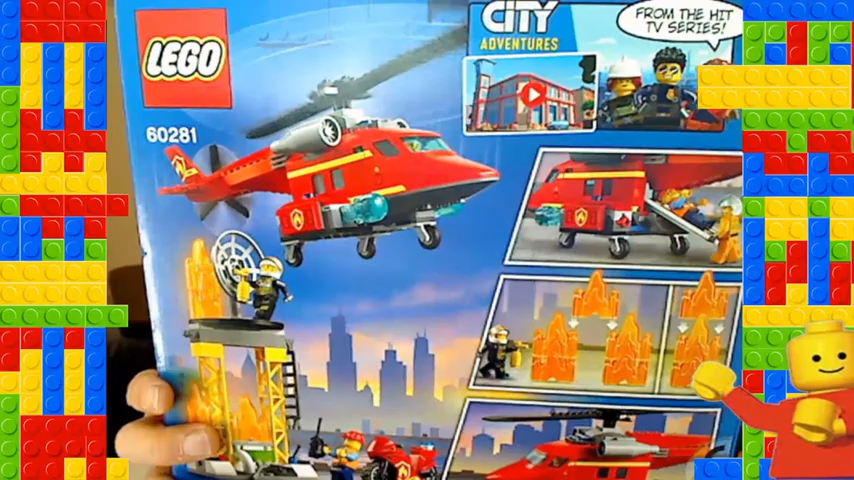 LEGO
60281
CITY
ADVENTURES
FROM THE HIT
TV SERIES!